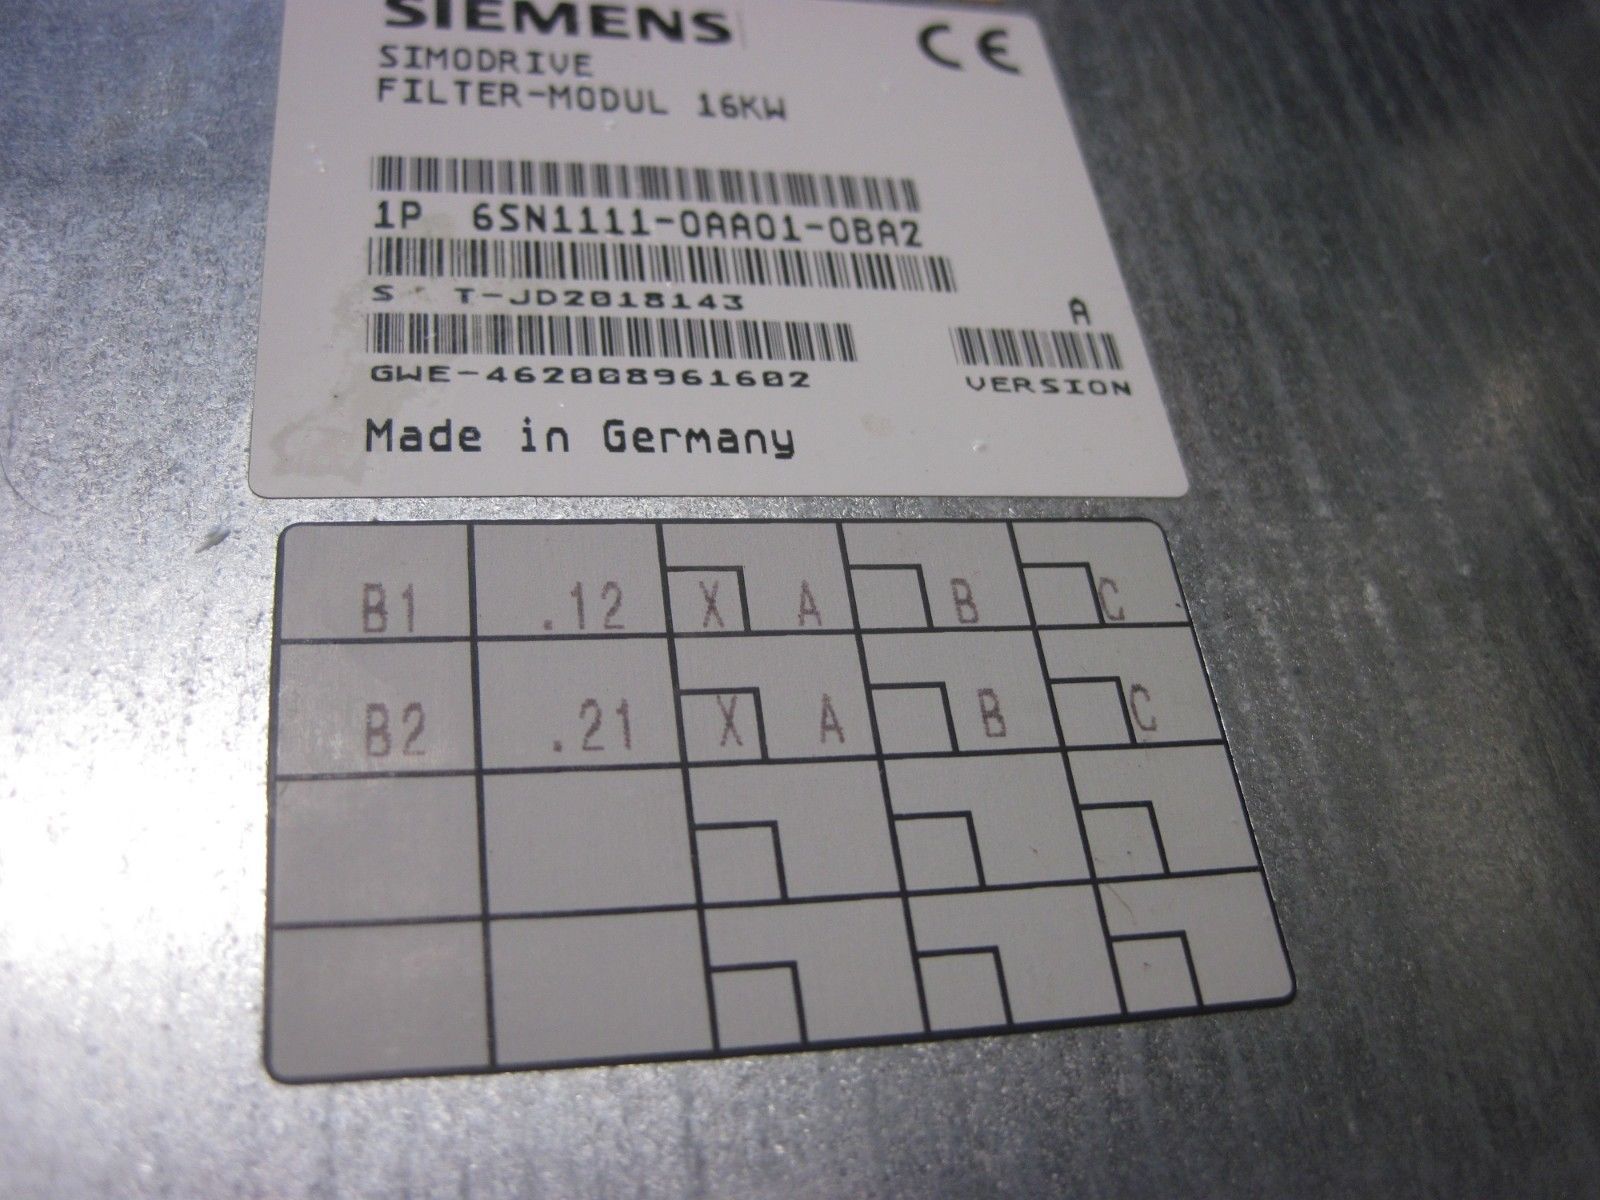 SIEMENS
CE
SIMODRIVE
FILTER-MODUL 16KW
1P 6SN1111-0AA01-0BA2
S T-JD2018143
A
GWE-462008961602
VERSION
Made in Germany
B1 .12 X A B C
B2 .21 X A B C